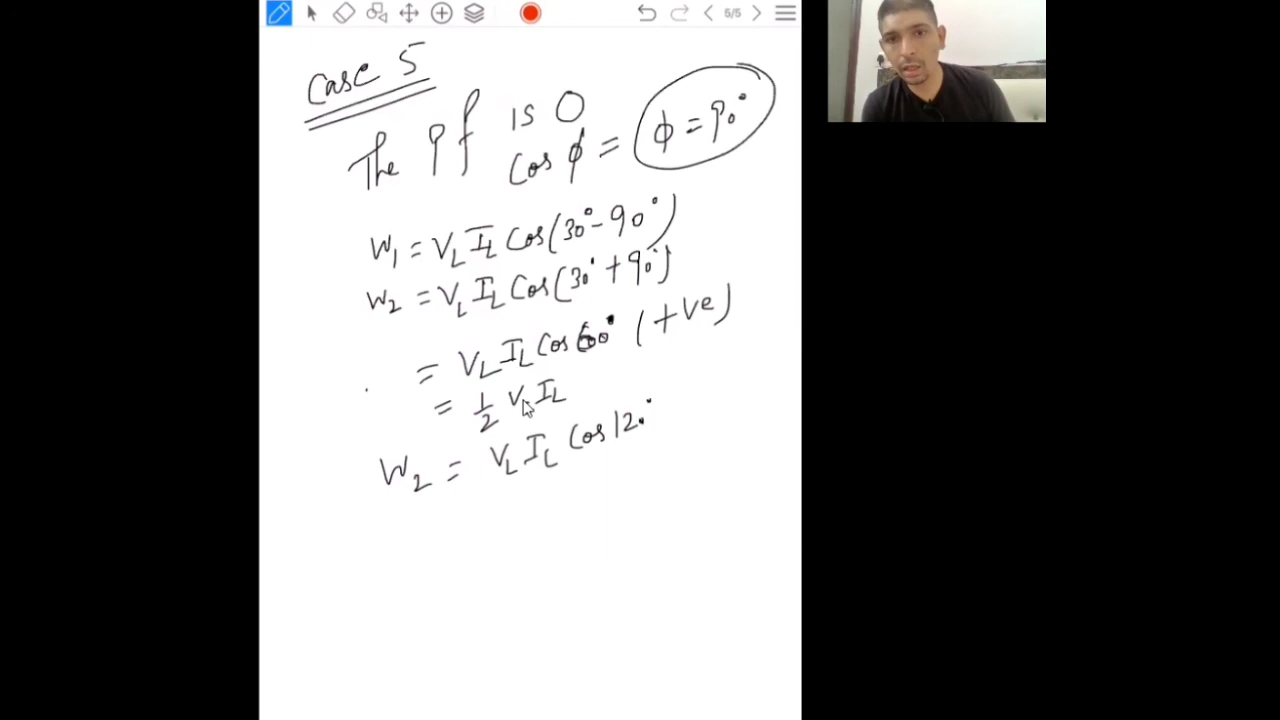 5/5
Case 5
The Pf is 0
Cos ϕ = ϕ = 90°
W1 = VL IL Cos(30° - 90°)
W2 = VL IL Cos(30° + 90°)
= VL IL Cos 60° (+ve)
= 1/2 VL IL
W2 = VL IL Cos 120°